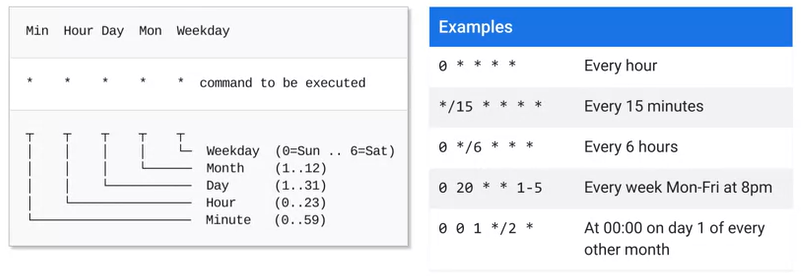 Min Hour Day Mon Weekday
* * * * * command to be executed
Weekday (0=Sun .. 6=Sat)
Month (1..12)
Day (1..31)
Hour (0..23)
Minute (0..59)
Examples
0 * * * * Every hour
*/15 * * * * Every 15 minutes
0 */6 * * * Every 6 hours
0 20 * * 1-5 Every week Mon-Fri at 8pm
0 0 1 */2 * At 00:00 on day 1 of every
other month